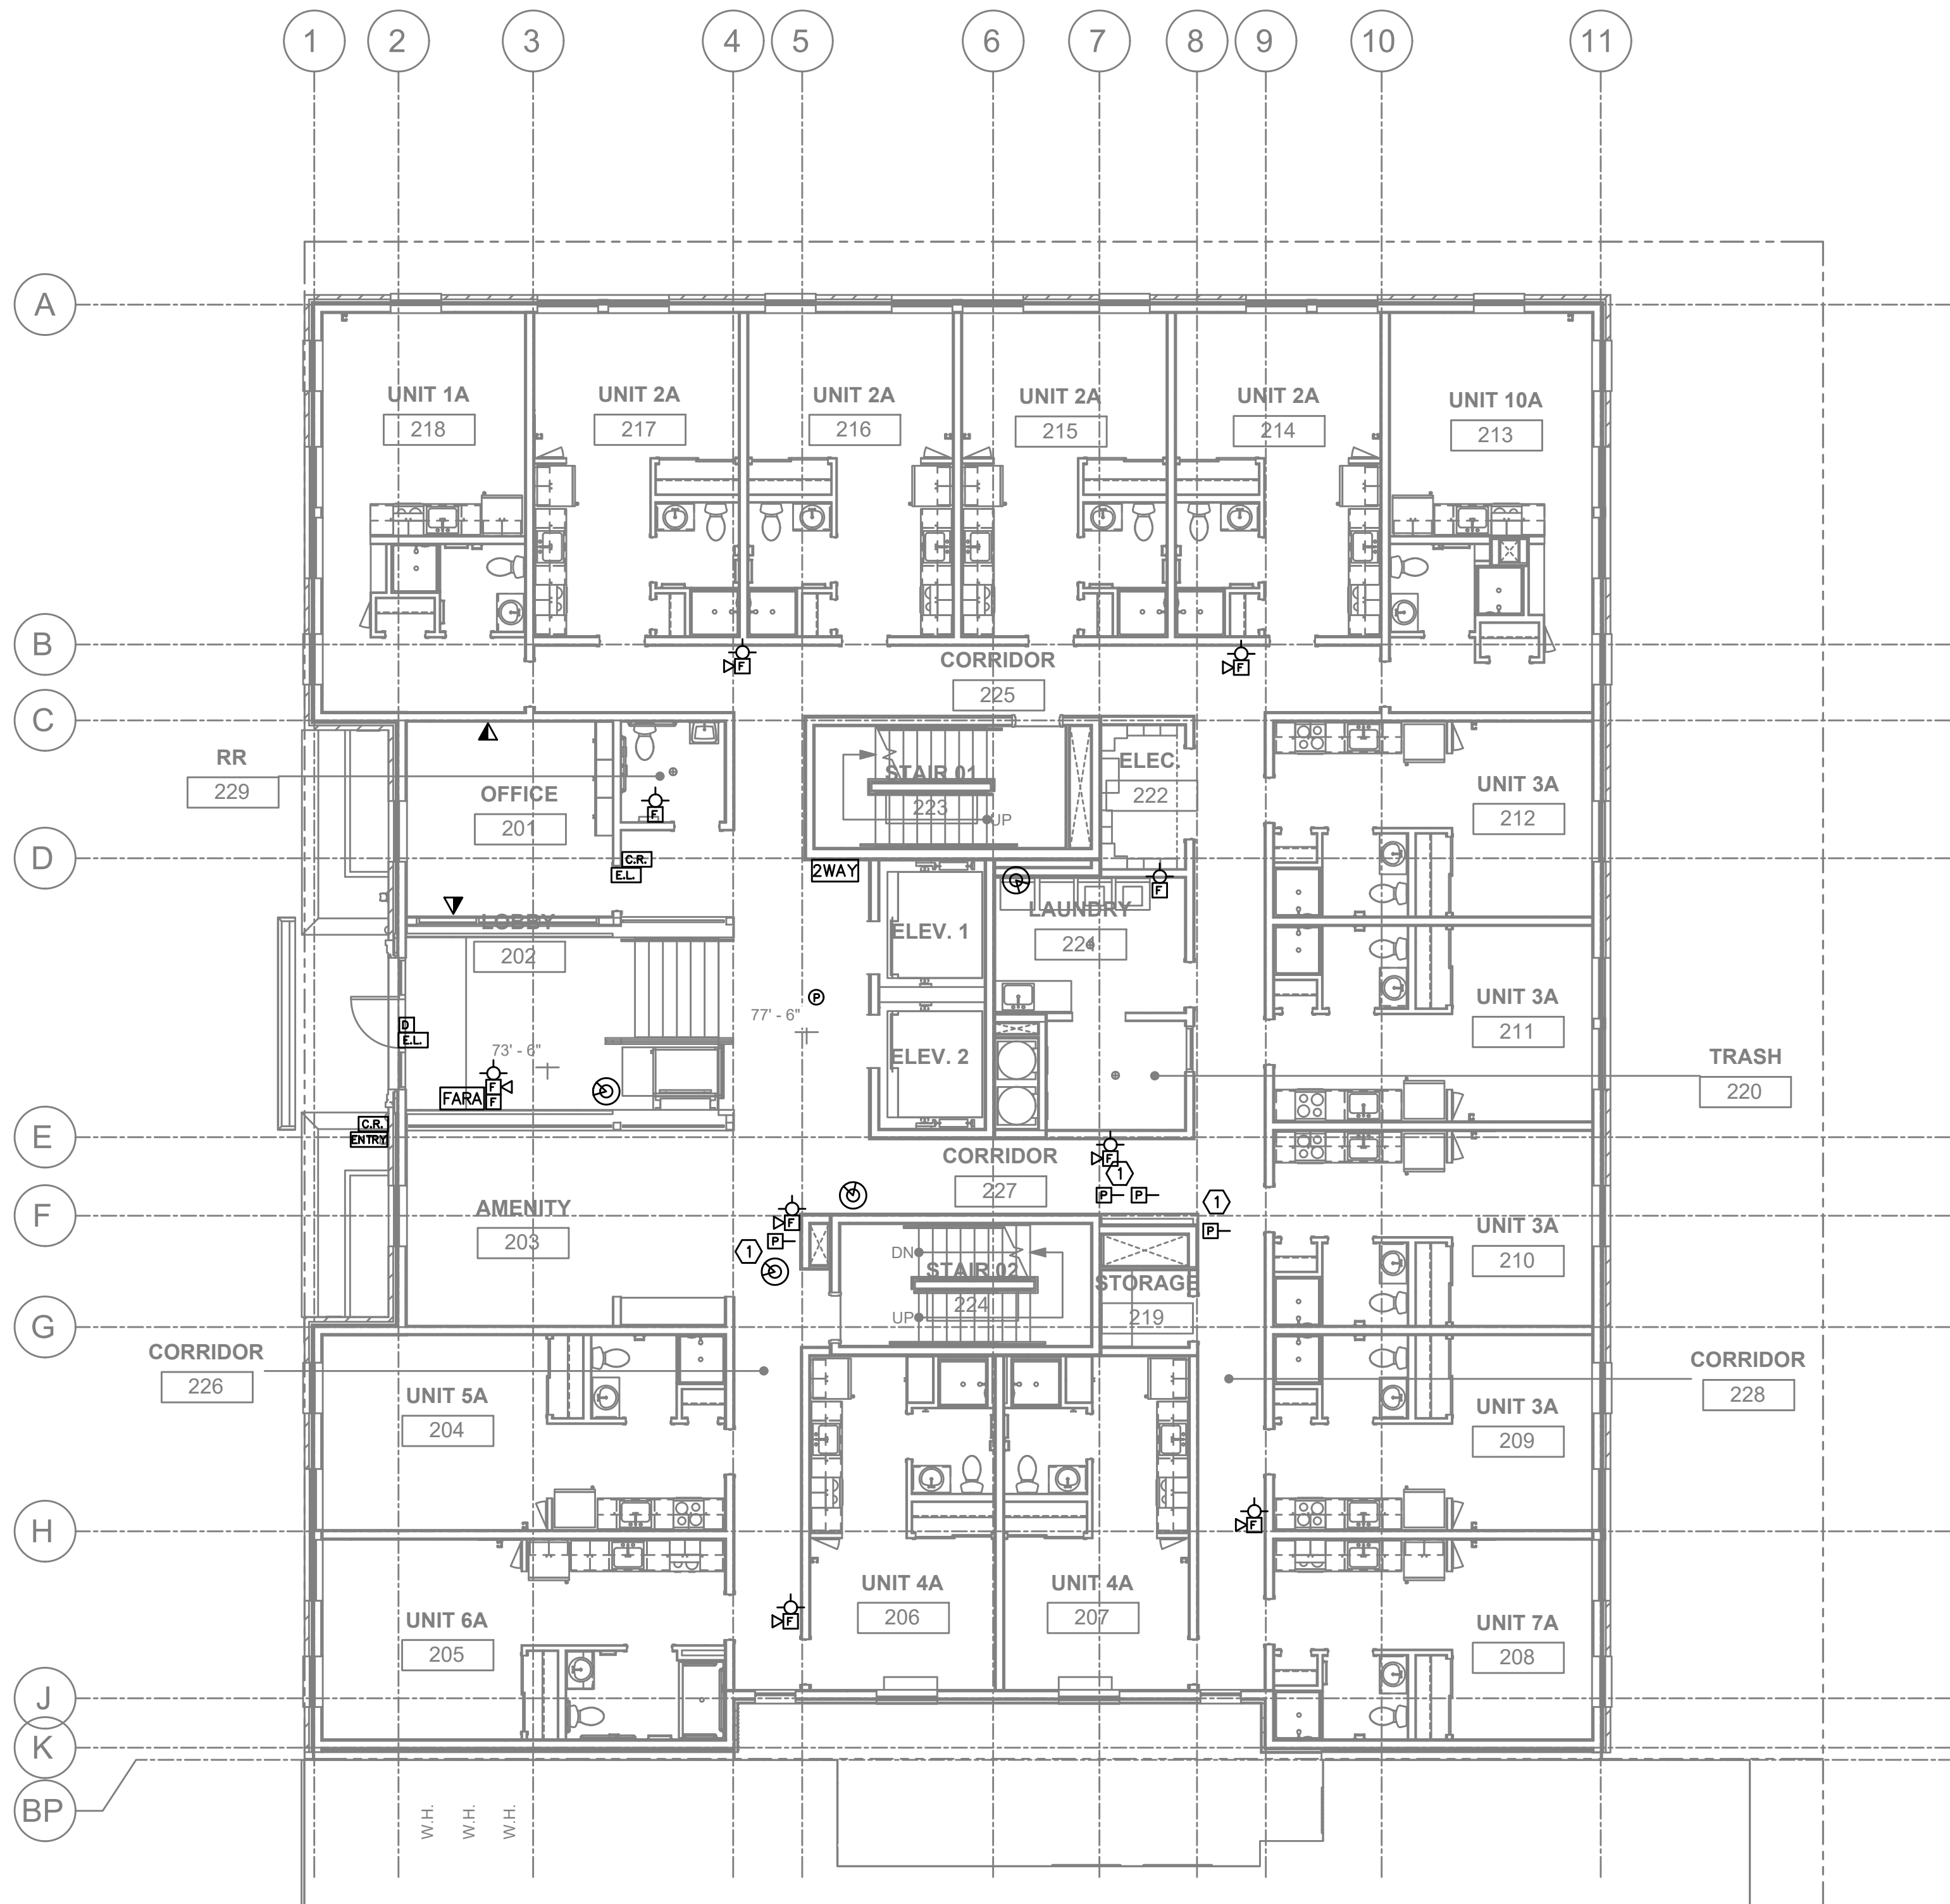 1 2 3 4 5 6 7 8 9 10 11
A
UNIT 1A
218
UNIT 2A
217
UNIT 2A
216
UNIT 2A
215
UNIT 2A
214
UNIT 10A
213
B
F
F
CORRIDOR
225
C
RR
229
OFFICE
201
F
STAIR 01
223
UP
ELEC.
222
UNIT 3A
212
D
C.R.
E.L.
2WAY
F
LOBBY
202
ELEV. 1
LAUNDRY
221
P
77' - 6"
UNIT 3A
211
D
E.L.
73' - 6"
FARA
F
F
ELEV. 2
TRASH
220
C.R.
ENTRY
E
CORRIDOR
227
F
1
P
P
1
P
F
AMENITY
203
F
P
1
DN
STAIR 02
224
UP
STORAGE
219
UNIT 3A
210
G
CORRIDOR
226
UNIT 5A
204
CORRIDOR
228
UNIT 3A
209
H
F
UNIT 6A
205
F
UNIT 4A
206
UNIT 4A
207
UNIT 7A
208
J
K
BP
W.H.
W.H.
W.H.